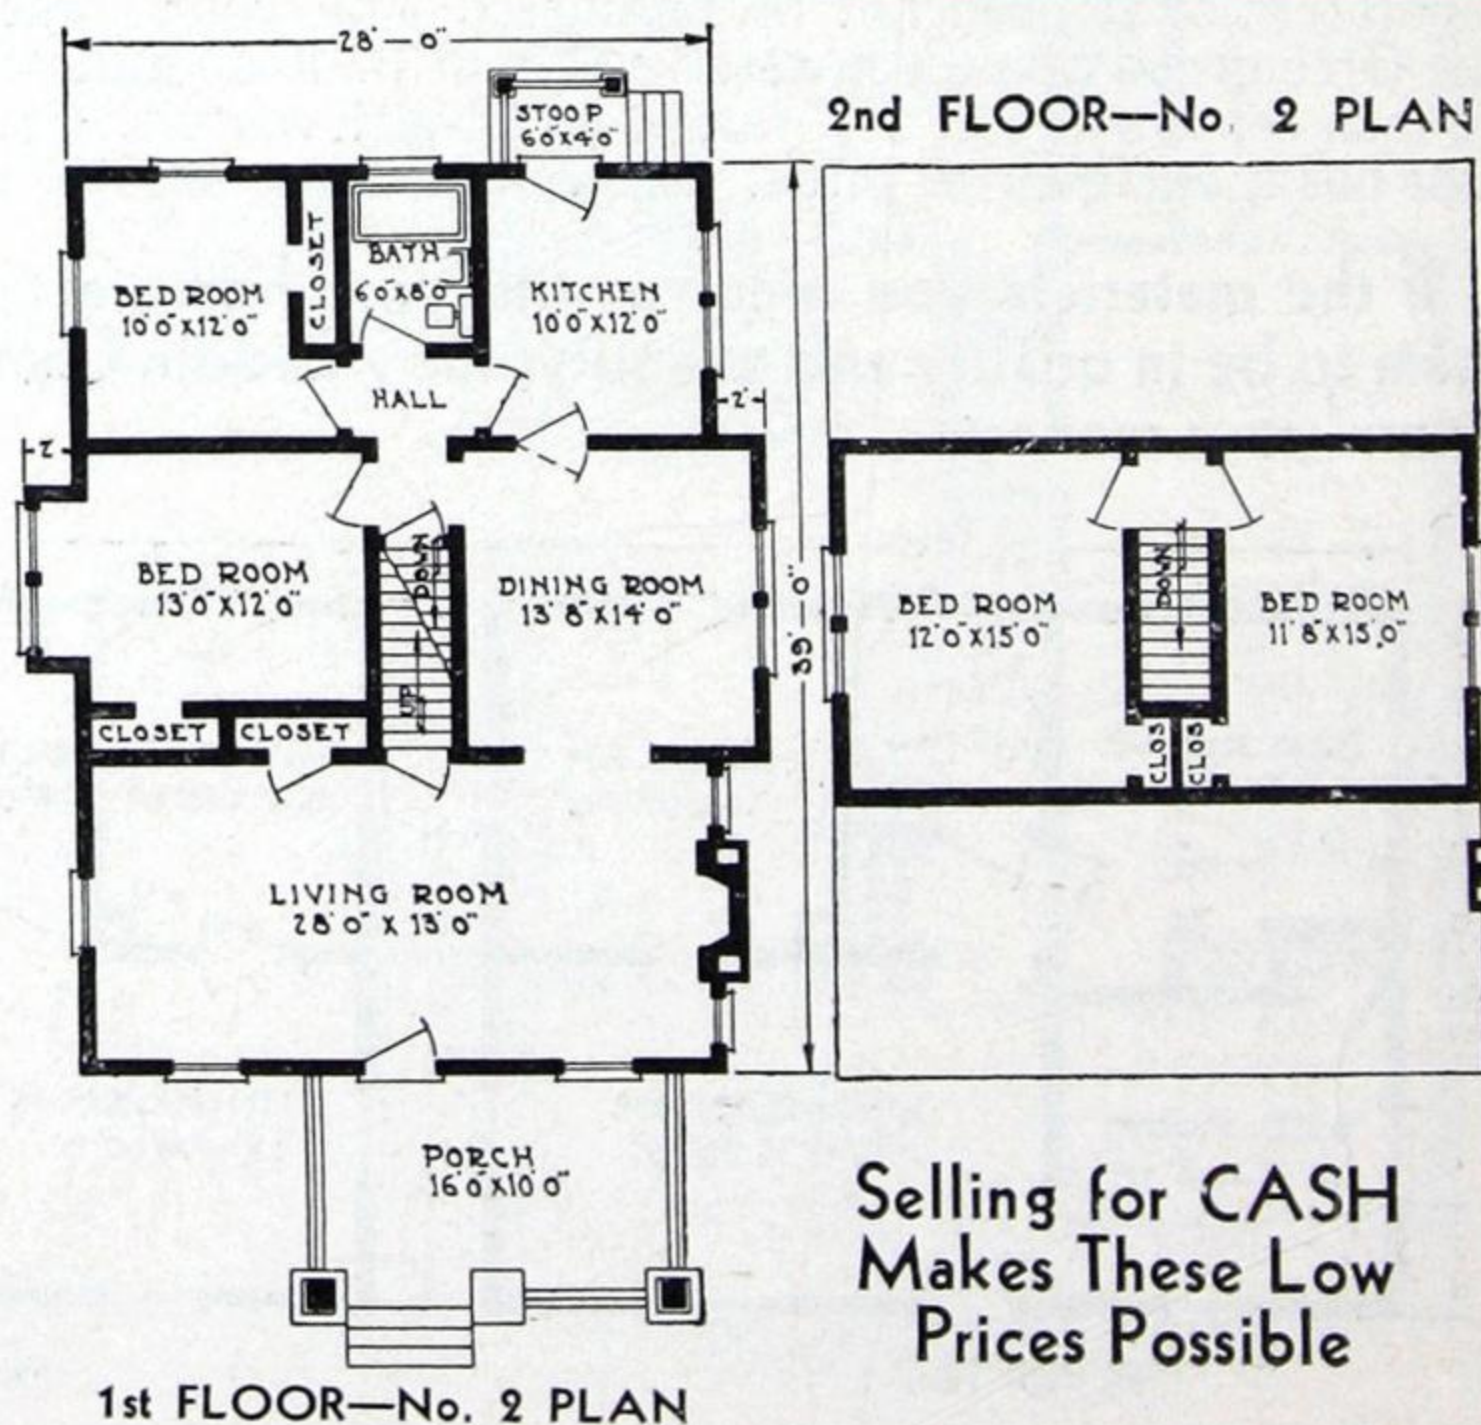 28'—0"
STOOP
6'0"X4'0"
2nd FLOOR—No. 2 PLAN
BED ROOM
10'0"X12'0"
CLOSET
BATH
6'0"X8'0"
KITCHEN
10'0"X12'0"
HALL
2'
2'
BED ROOM
13'0"X12'0"
DOWN
UP
DINING ROOM
13'8"X14'0"
39'—0"
CLOSET
CLOSET
LIVING ROOM
28'0" X 13'0"
PORCH
16'0"X10'0"
1st FLOOR—No. 2 PLAN
BED ROOM
12'0"X15'0"
DOWN
BED ROOM
11'8"X15'0"
CLOS
CLOS
Selling for CASH
Makes These Low
Prices Possible